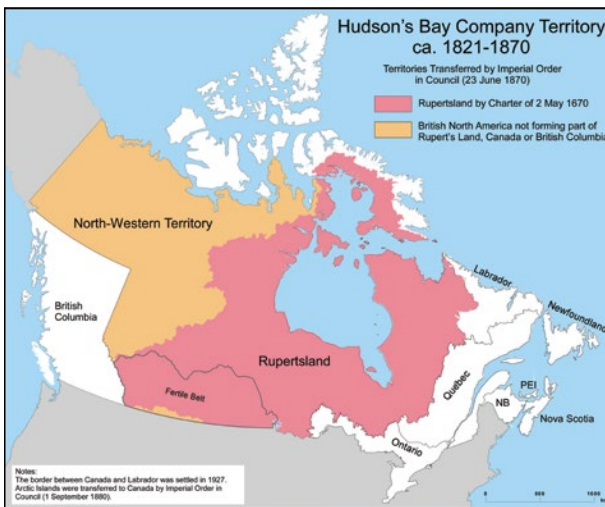 Hudson's Bay Company Territory
ca. 1821-1870
Territories Transferred by Imperial Order
in Council (23 June 1870)
Rupertsland by Charter of 2 May 1670
British North America not forming part of
Rupert's Land, Canada or British Columbia
North-Western Territory
British
Columbia
Rupertsland
Fertile Belt
Labrador
Newfoundland
Quebec
PEI
NB
Nova Scotia
Ontario
Notes:
The border between Canada and Labrador was settled in 1927.
Arctic Islands were transferred to Canada by Imperial Order in
Council (1 September 1880).
0 500 1000